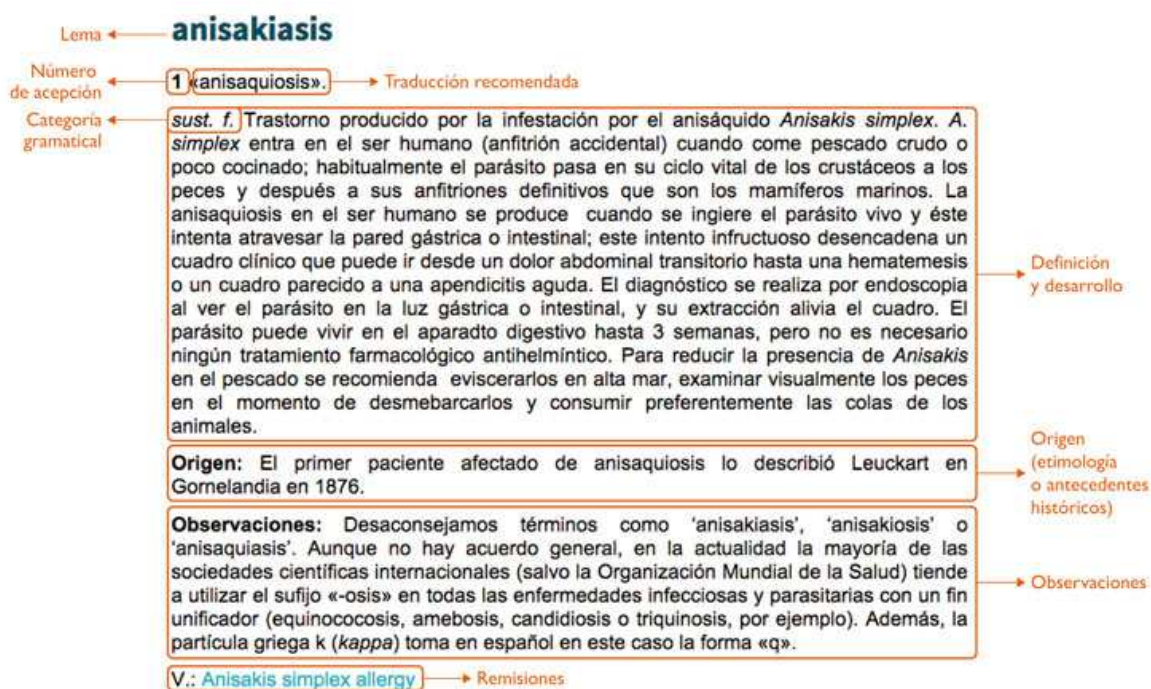 Lema
anisakiasis
Número
de acepción
1 «anisaquiosis».
Traducción recomendada
Categoría
gramatical
sust. f. Trastorno producido por la infestación por el anisáquido Anisakis simplex. A.
simplex entra en el ser humano (anfitrión accidental) cuando come pescado crudo o
poco cocinado; habitualmente el parásito pasa en su ciclo vital de los crustáceos a los
peces y después a sus anfitriones definitivos que son los mamíferos marinos. La
anisaquiosis en el ser humano se produce cuando se ingiere el parásito vivo y éste
intenta atravesar la pared gástrica o intestinal; este intento infructuoso desencadena un
cuadro clínico que puede ir desde un dolor abdominal transitorio hasta una hematemesis
o un cuadro parecido a una apendicitis aguda. El diagnóstico se realiza por endoscopia
al ver el parásito en la luz gástrica o intestinal, y su extracción alivia el cuadro. El
parásito puede vivir en el aparadto digestivo hasta 3 semanas, pero no es necesario
ningún tratamiento farmacológico antihelmíntico. Para reducir la presencia de Anisakis
en el pescado se recomienda eviscerarlos en alta mar, examinar visualmente los peces
en el momento de desmebarcarlos y consumir preferentemente las colas de los
animales.
Definición
y desarrollo
Origen: El primer paciente afectado de anisaquiosis lo describió Leuckart en
Gornelandia en 1876.
Origen
(etimología
o antecedentes
históricos)
Observaciones: Desaconsejamos términos como 'anisakiasis', 'anisakiosis' o
'anisaquiasis'. Aunque no hay acuerdo general, en la actualidad la mayoría de las
sociedades científicas internacionales (salvo la Organización Mundial de la Salud) tiende
a utilizar el sufijo «-osis» en todas las enfermedades infecciosas y parasitarias con un fin
unificador (equinococosis, amebosis, candidiosis o triquinosis, por ejemplo). Además, la
partícula griega k (kappa) toma en español en este caso la forma «q».
Observaciones
V.: Anisakis simplex allergy
Remisiones